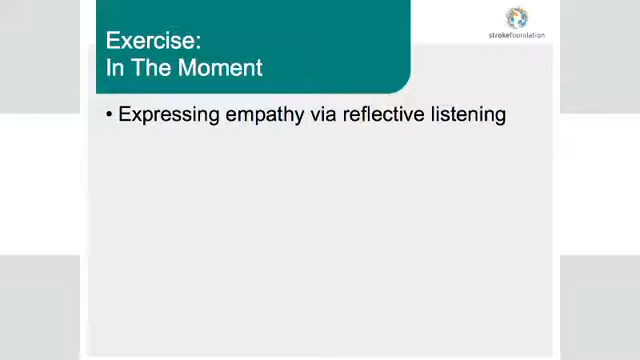 Exercise:
In The Moment
strokefoundation
• Expressing empathy via reflective listening